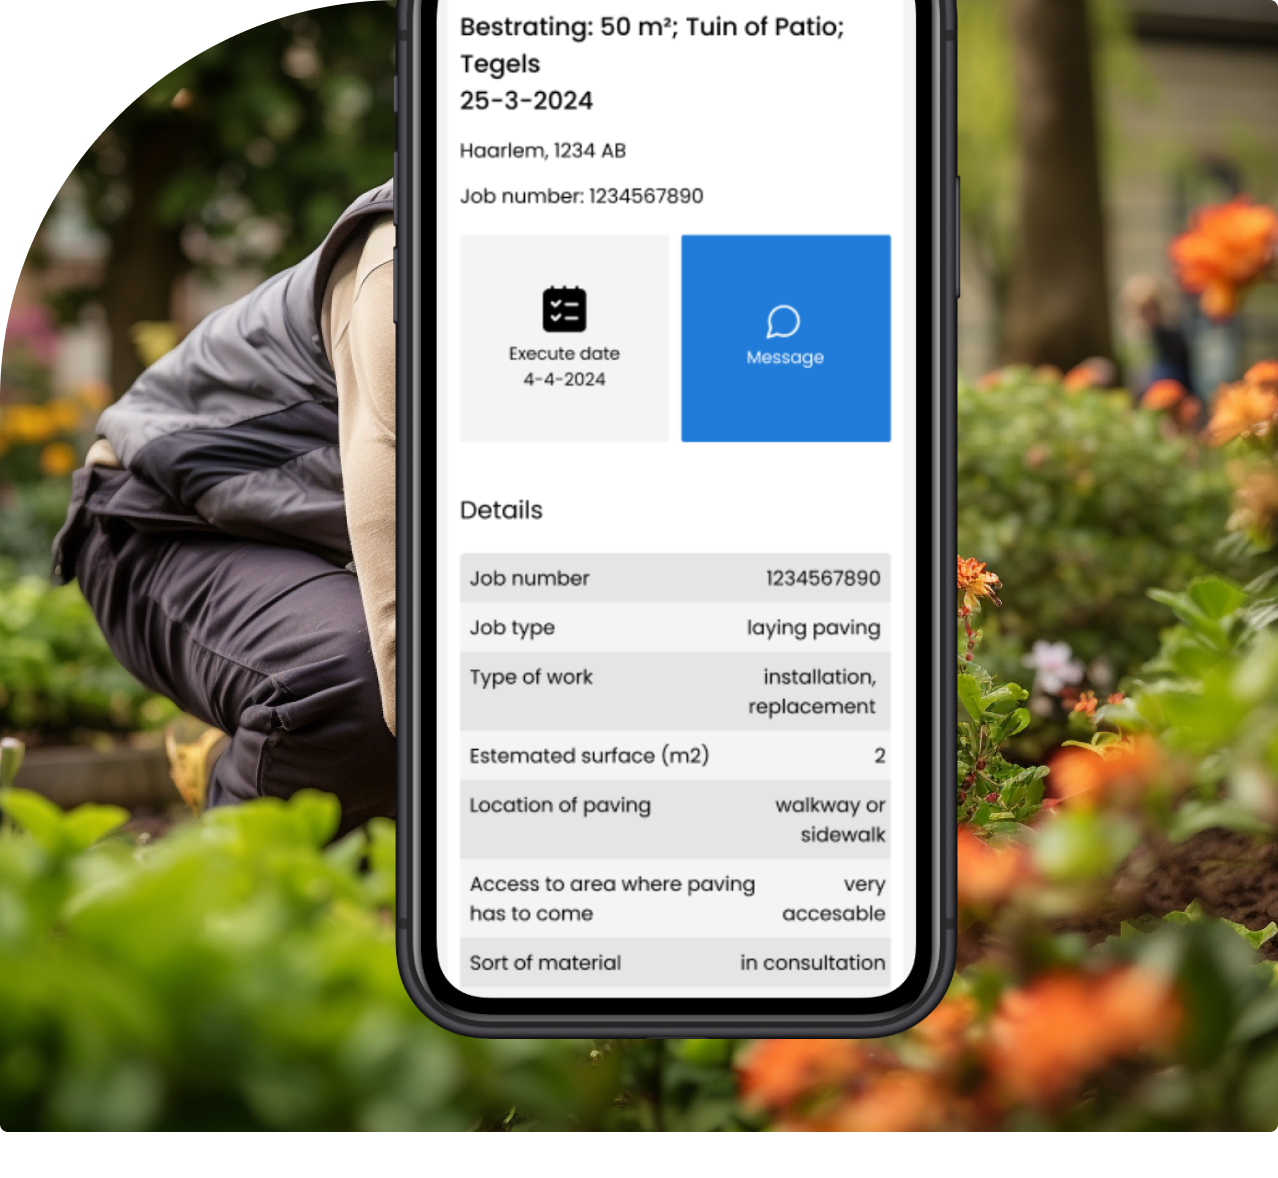 Bestrating: 50 m²; Tuin of Patio;
Tegels
25-3-2024
Haarlem, 1234 AB
Job number: 1234567890
Execute date
4-4-2024
Message
Details
Job number 1234567890
Job type laying paving
Type of work installation,
replacement
Estemated surface (m2) 2
Location of paving walkway or
sidewalk
Access to area where paving very
has to come accesable
Sort of material in consultation